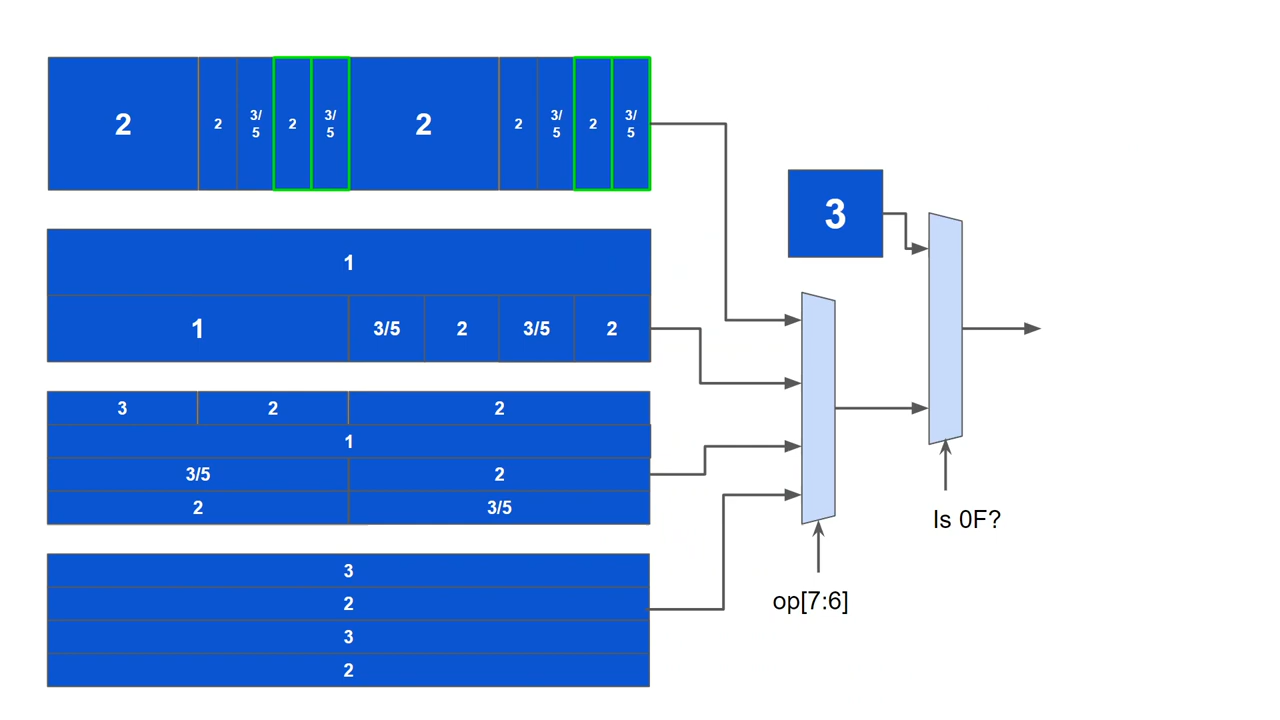 2 2 3/ 2 3/ 2 2 3/ 2 3/
5 5 5 5
1
1 3/5 2 3/5 2
3
3 2 2
1
3/5 2
2 3/5
3
2
3
2
Is 0F?
op[7:6]